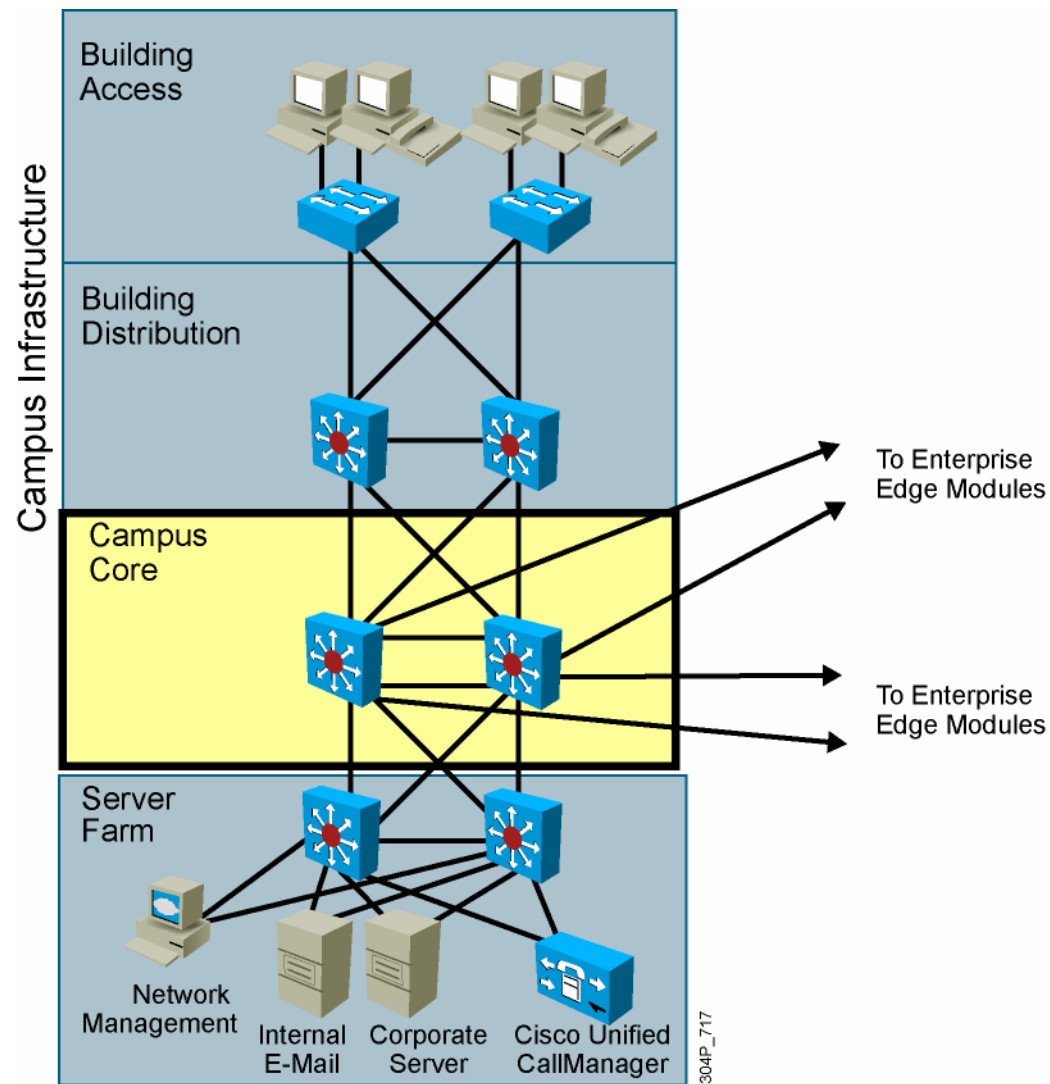 Campus Infrastructure
Building
Access
Building
Distribution
Campus
Core
To Enterprise
Edge Modules
To Enterprise
Edge Modules
Server
Farm
Network
Management
Internal
E-Mail
Corporate
Server
Cisco Unified
CallManager
304P_717